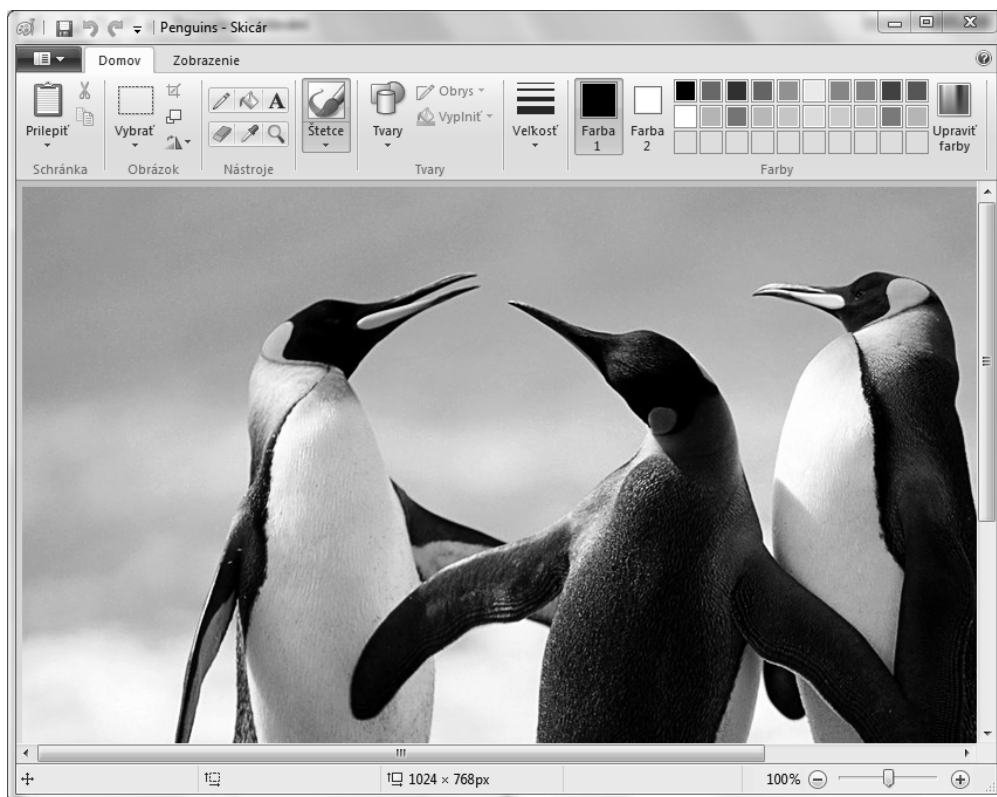 Penguins - Skicár
Domov Zobrazenie
Prilepiť
Vybrať
A
Štetce
Tvary
Obrys
Vyplniť
Veľkosť
Farba
1
Farba
2
Upraviť
farby
Schránka
Obrázok
Nástroje
Tvary
Farby
1024 × 768px
100%